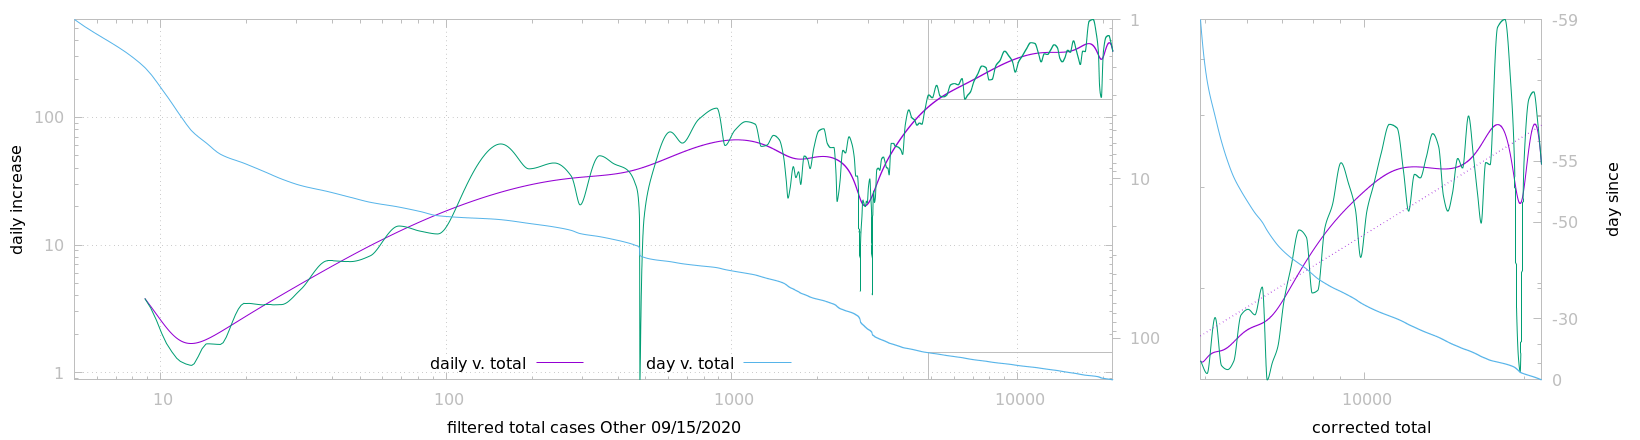 daily increase
100
10
1
10
100
1000
10000
1
10
100
daily v. total
day v. total
filtered total cases Other 09/15/2020
10000
-59
-55
-50
-30
0
day since
corrected total